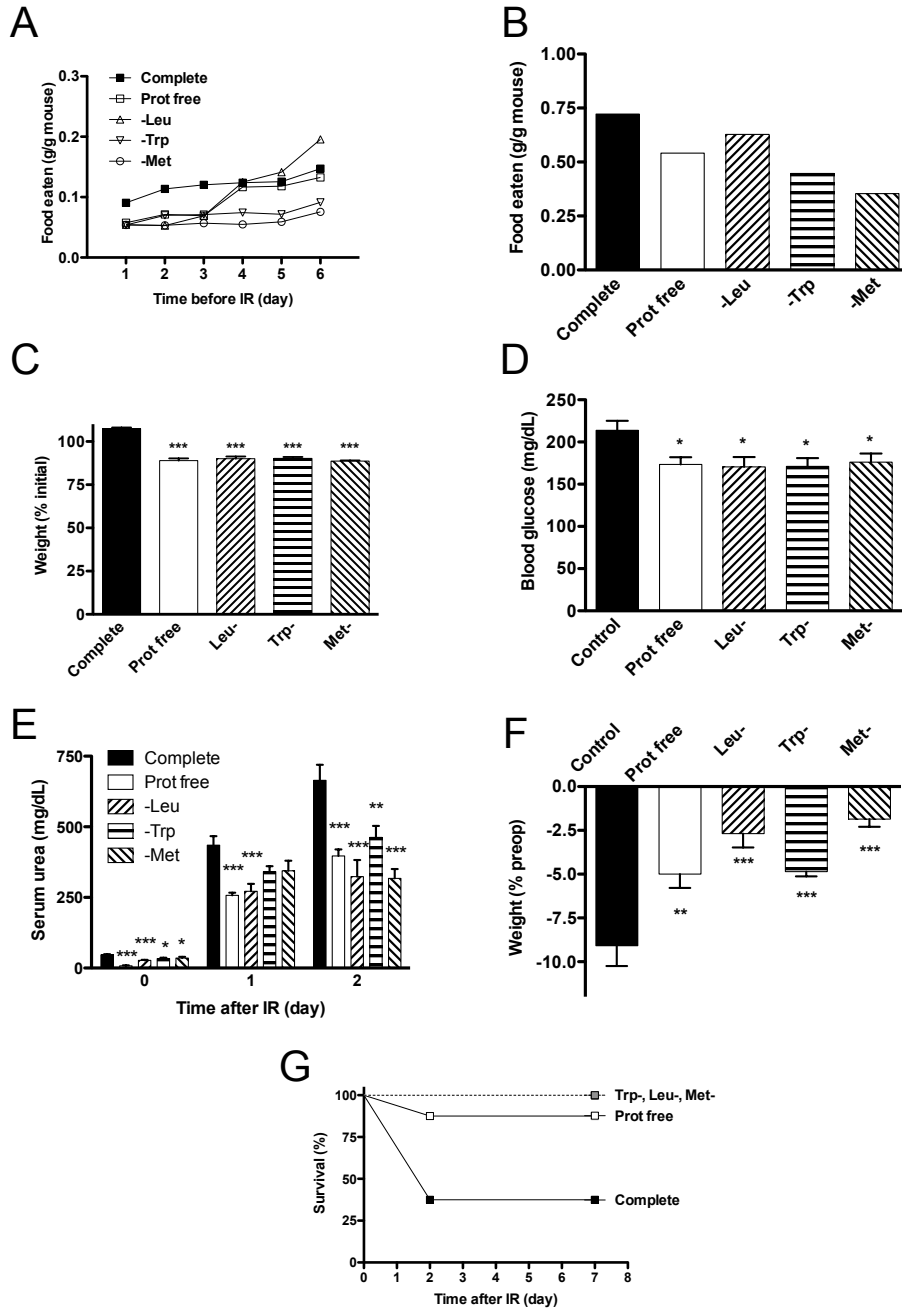 A
Food eaten (g/g mouse)
0.3
0.2
0.1
0.0
Complete
Prot free
-Leu
-Trp
-Met
1 2 3 4 5 6
Time before IR (day)
B
Food eaten (g/g mouse)
1.00
0.75
0.50
0.25
0.00
Complete
Prot free
-Leu
-Trp
-Met
C
Weight (% initial)
100
75
50
25
0
*** *** *** ***
Complete
Prot free
Leu-
Trp-
Met-
D
Blood glucose (mg/dL)
250
200
150
100
50
0
* * * *
Control
Prot free
Leu-
Trp-
Met-
E
Serum urea (mg/dL)
750
500
250
0
Complete
Prot free
-Leu
-Trp
-Met
*** *** * *
*** ***
*** *** ** ***
0 1 2
Time after IR (day)
F
Control
Prot free
Leu-
Trp-
Met-
Weight (% preop)
0.0
-2.5
-5.0
-7.5
-10.0
** *** *** ***
G
Survival (%)
100
75
50
25
0
Trp-, Leu-, Met-
Prot free
Complete
0 1 2 3 4 5 6 7 8
Time after IR (day)